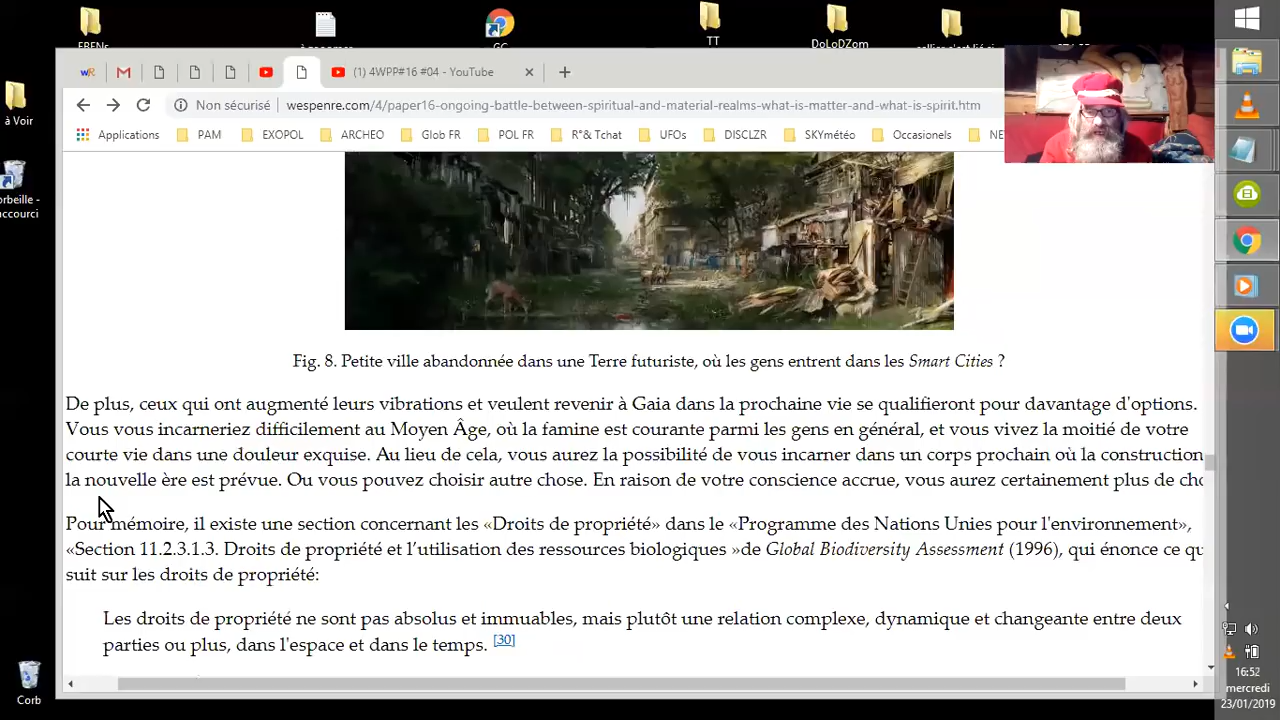 TT
DoLoDZom
à Voir
orbeille -
accourci
(1) 4WPP#16 #04 - YouTube
Non sécurisé
wespenre.com/4/paper16-ongoing-battle-between-spiritual-and-material-realms-what-is-matter-and-what-is-spirit.htm
Applications PAM EXOPOL ARCHEO Glob FR POL FR R°& Tchat UFOs DISCLZR SKYmétéo Occasionels
Fig. 8. Petite ville abandonnée dans une Terre futuriste, où les gens entrent dans les Smart Cities ?
De plus, ceux qui ont augmenté leurs vibrations et veulent revenir à Gaia dans la prochaine vie se qualifieront pour davantage d'options.
Vous vous incarneriez difficilement au Moyen Âge, où la famine est courante parmi les gens en général, et vous vivez la moitié de votre
courte vie dans une douleur exquise. Au lieu de cela, vous aurez la possibilité de vous incarner dans un corps prochain où la construction
la nouvelle ère est prévue. Ou vous pouvez choisir autre chose. En raison de votre conscience accrue, vous aurez certainement plus de cho
Pour mémoire, il existe une section concernant les «Droits de propriété» dans le «Programme des Nations Unies pour l'environnement»,
«Section 11.2.3.1.3. Droits de propriété et l’utilisation des ressources biologiques »de Global Biodiversity Assessment (1996), qui énonce ce qu
suit sur les droits de propriété:
Les droits de propriété ne sont pas absolus et immuables, mais plutôt une relation complexe, dynamique et changeante entre deux
parties ou plus, dans l'espace et dans le temps. [30]
Corb
16:52
mercredi
23/01/2019